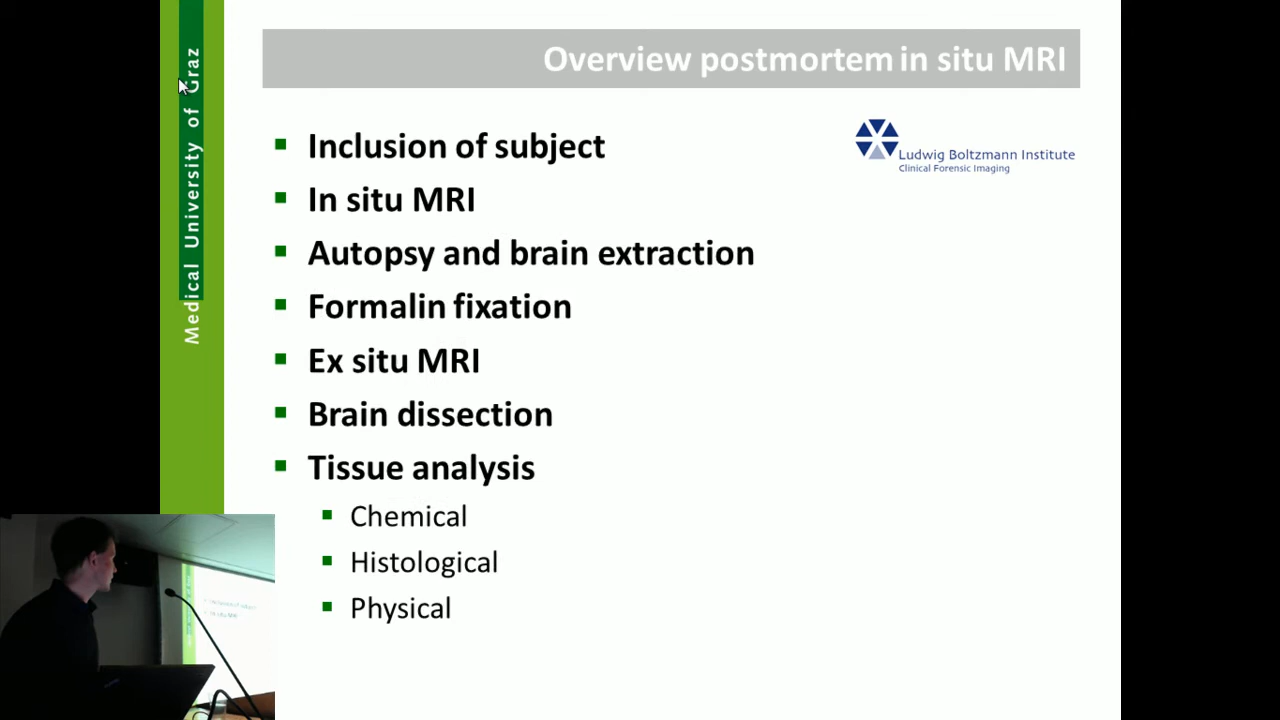 Overview postmortem in situ MRI
Medical University of Graz
Ludwig Boltzmann Institute
Clinical Forensic Imaging
Inclusion of subject
In situ MRI
Autopsy and brain extraction
Formalin fixation
Ex situ MRI
Brain dissection
Tissue analysis
Chemical
Histological
Physical